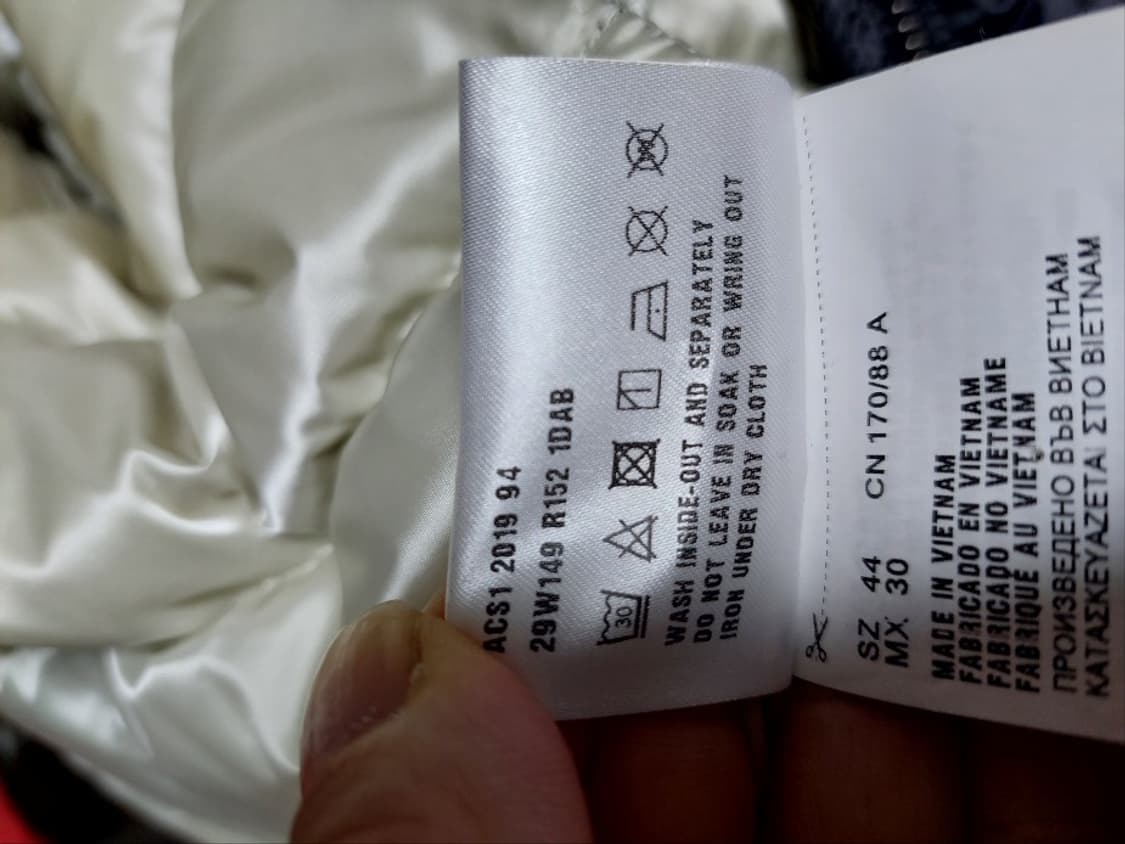 ACS1 2019 94
29W149 R152 1DAB
30
WASH INSIDE-OUT AND SEPARATELY
DO NOT LEAVE IN SOAK OR WRING OUT
IRON UNDER DRY CLOTH
SZ 44 CN 170/88 A
MX 30
MADE IN VIETNAM
FABRICADO EN VIETNAM
FABRICADO NO VIETNAME
FABRIQUÉ AU VIETNAM
ПРОИЗВЕДЕНО ВЪВ ВИЕТНАМ
ΚΑΤΑΣΚΕΥΑΖΕΤΑΙ ΣΤΟ ΒΙΕΤΝΑΜ